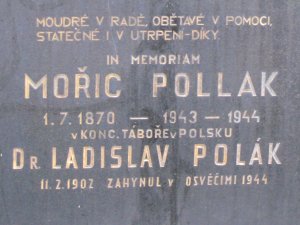 MOUDRÉ V RADĚ, OBĚTAVÉ V POMOCI,
STATEČNÉ I V UTRPENÍ-DÍKY.
IN MEMORIAM
MOŘIC POLLAK
1.7.1870 — 1943 — 1944
V KONC. TÁBOŘE V POLSKU
DR. LADISLAV POLÁK
11.2.1902 ZAHYNUL V OSVĚČIMI 1944